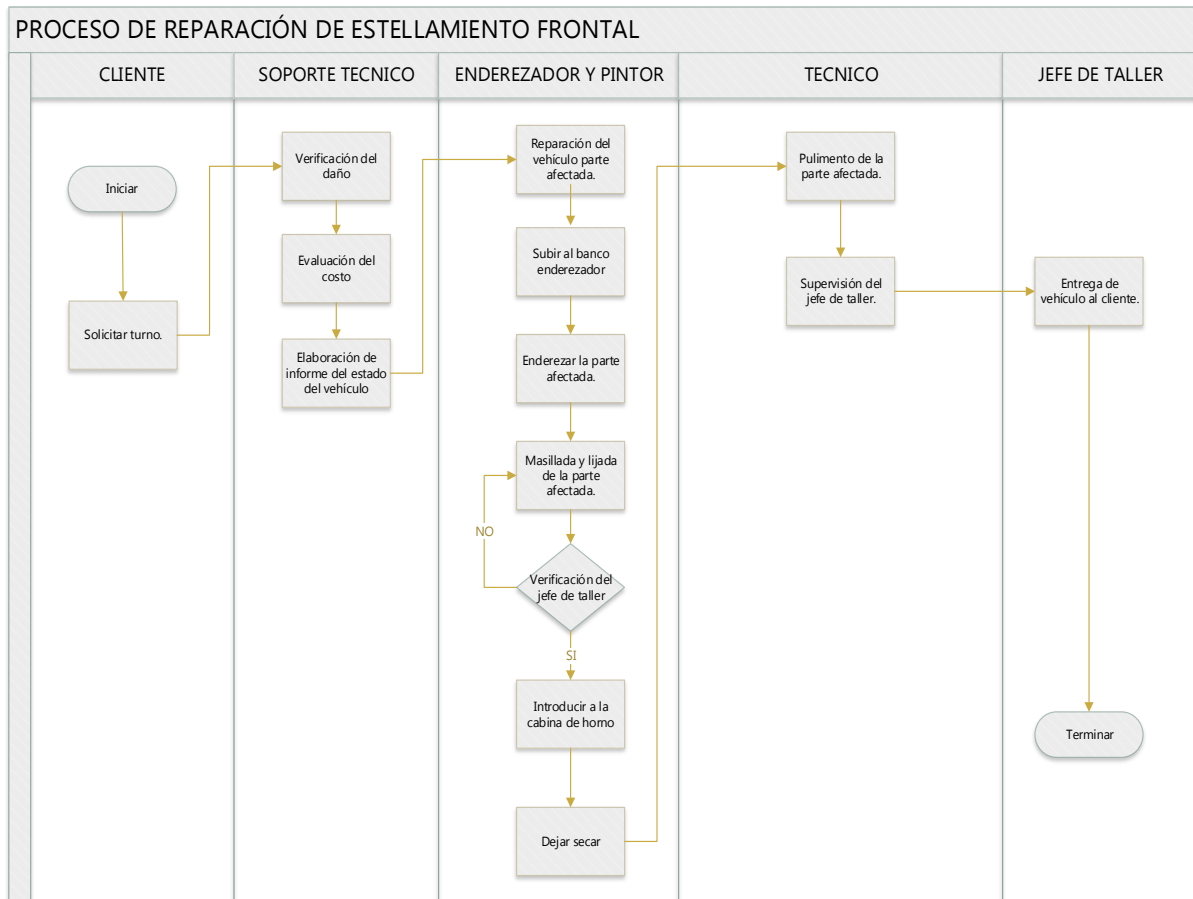 PROCESO DE REPARACIÓN DE ESTELLAMIENTO FRONTAL
CLIENTE
SOPORTE TECNICO
ENDEREZADOR Y PINTOR
TECNICO
JEFE DE TALLER
Iniciar
Solicitar turno.
Verificación del
daño
Evaluación del
costo
Elaboración de
informe del estado
del vehículo
Reparación del
vehículo parte
afectada.
Subir al banco
enderezador
Enderezar la parte
afectada.
Masillada y lijada
de la parte
afectada.
NO
Verificación del
jefe de taller
SI
Introducir a la
cabina de horno
Dejar secar
Pulimento de la
parte afectada.
Supervisión del
jefe de taller.
Entrega de
vehículo al cliente.
Terminar